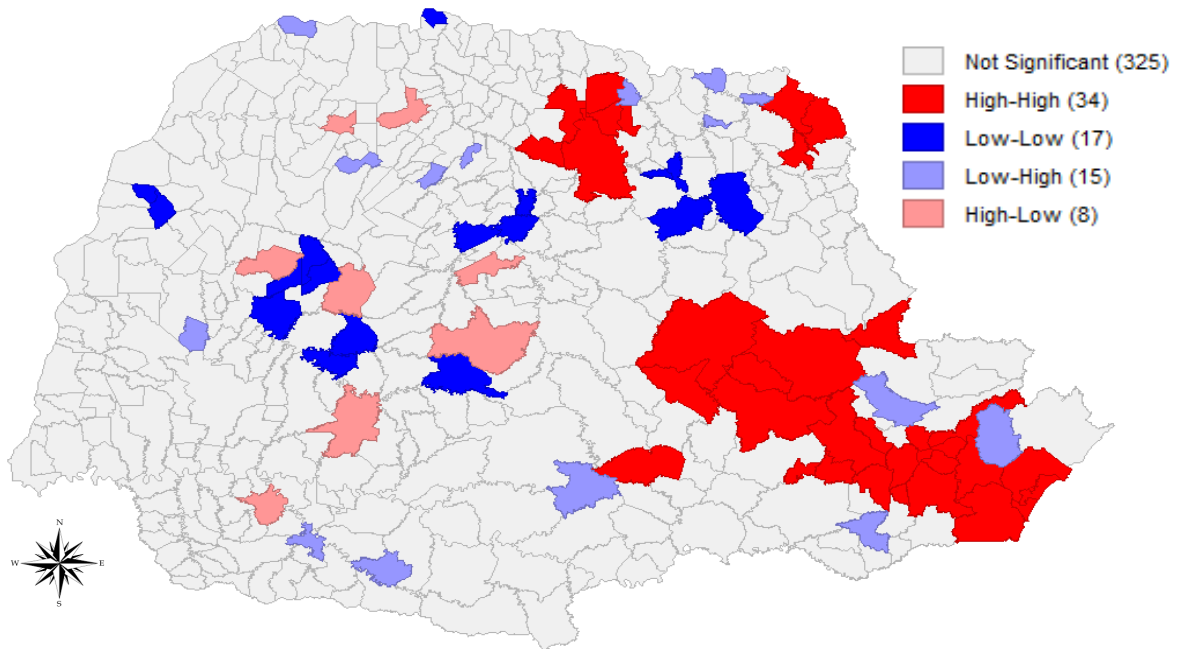 Not Significant (325)
High-High (34)
Low-Low (17)
Low-High (15)
High-Low (8)
N
W E
S